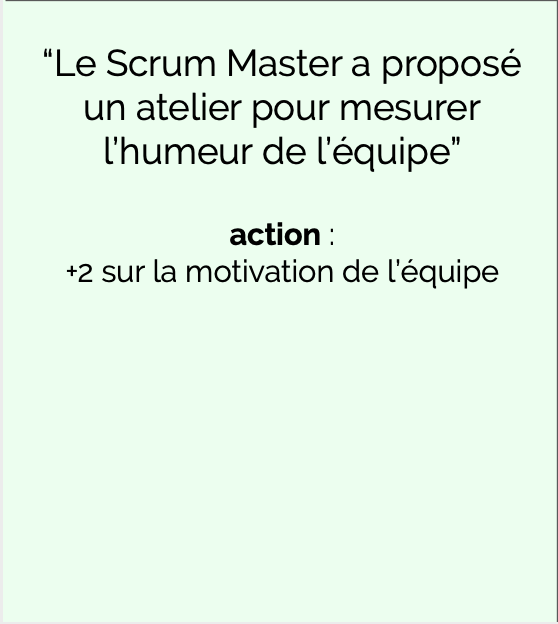 “Le Scrum Master a proposé
un atelier pour mesurer
l’humeur de l’équipe”
action :
+2 sur la motivation de l’équipe